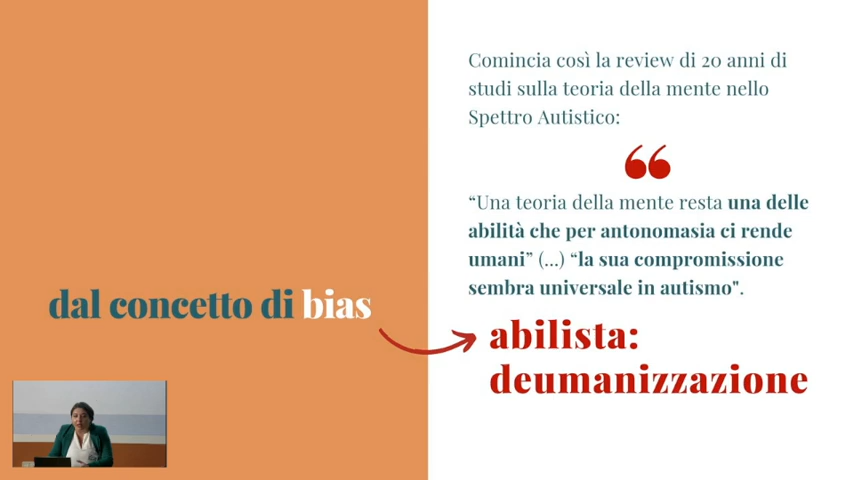 Comincia così la review di 20 anni di
studi sulla teoria della mente nello
Spettro Autistico:
“Una teoria della mente resta una delle
abilità che per antonomasia ci rende
umani” (...) “la sua compromissione
sembra universale in autismo".
dal concetto di bias
abilista:
deumanizzazione